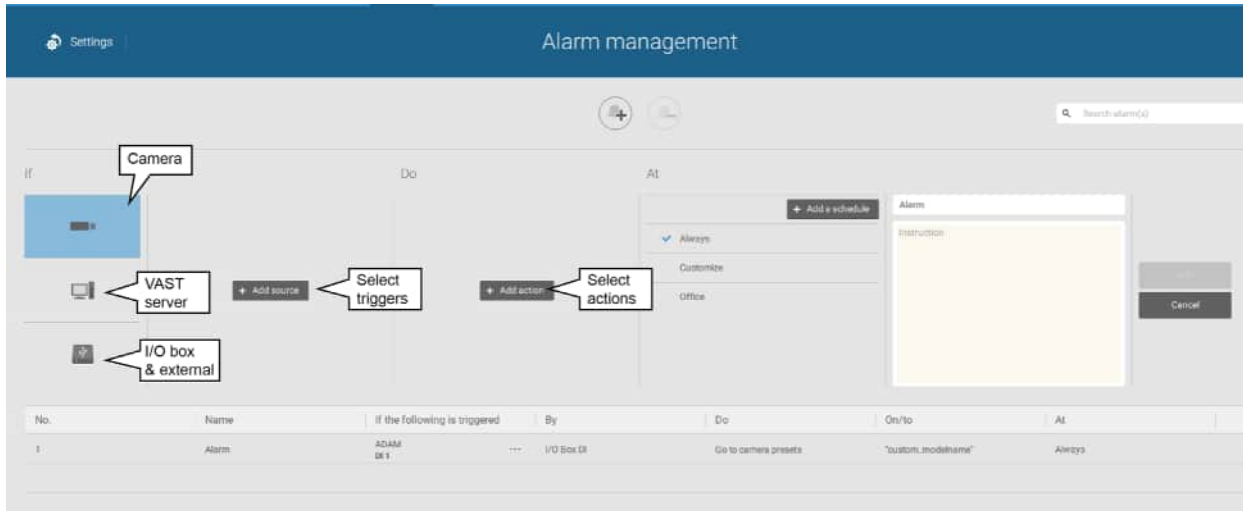 Settings
Alarm management
Search alarm(s)
Camera
If
Do
At
+ Add a schedule
Alarm
Instruction
Always
Customize
Office
VAST
server
+ Add source
Select
triggers
+ Add action
Select
actions
Cancel
I/O box
& external
No.
Name
If the following is triggered
By
Do
On/to
At
1
Alarm
ADAM
DI 1
...
I/O Box DI
Go to camera presets
"custom_modelname"
Always